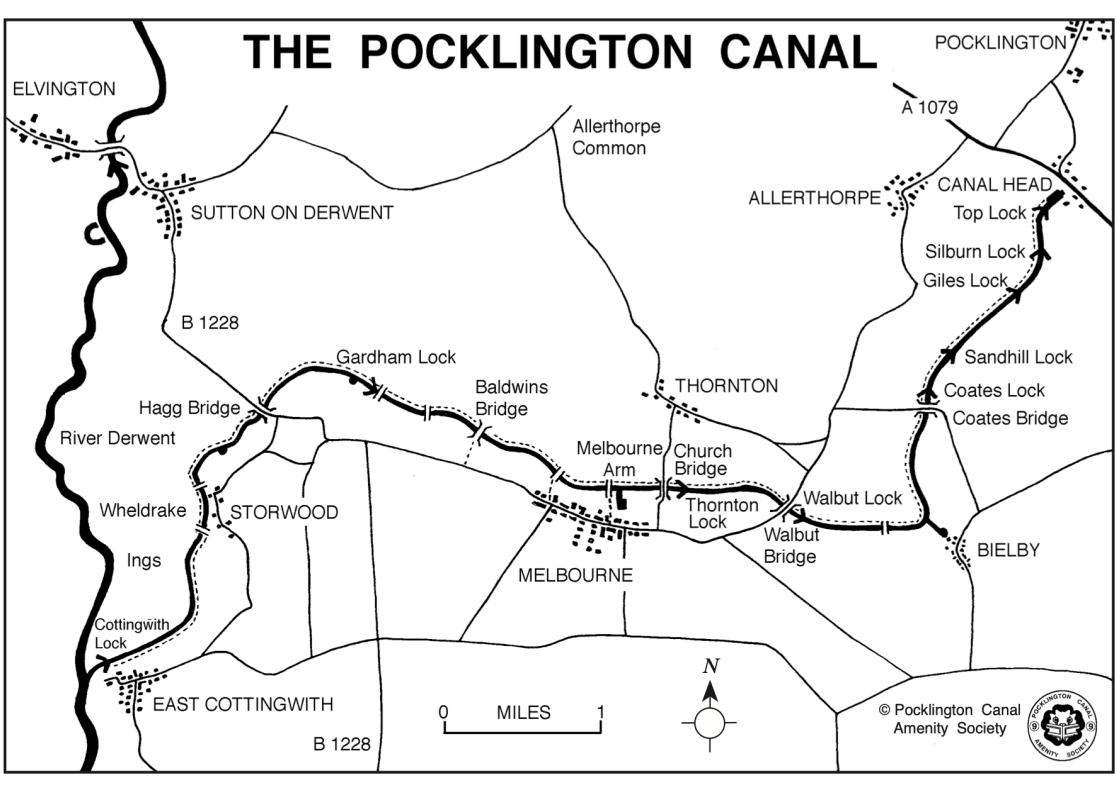 THE POCKLINGTON CANAL
POCKLINGTON
ELVINGTON
A 1079
Allerthorpe
Common
ALLERTHORPE
CANAL HEAD
Top Lock
SUTTON ON DERWENT
Silburn Lock
Giles Lock
B 1228
Gardham Lock
Sandhill Lock
Baldwins
Bridge
THORNTON
Coates Lock
Hagg Bridge
Coates Bridge
River Derwent
Melbourne
Arm
Church
Bridge
Wheldrake
STORWOOD
Thornton
Lock
Walbut Lock
Walbut
Bridge
Ings
BIELBY
MELBOURNE
Cottingwith
Lock
N
EAST COTTINGWITH
0 MILES 1
© Pocklington Canal
Amenity Society
POCKLINGTON CANAL
AMENITY SOCIETY
B 1228